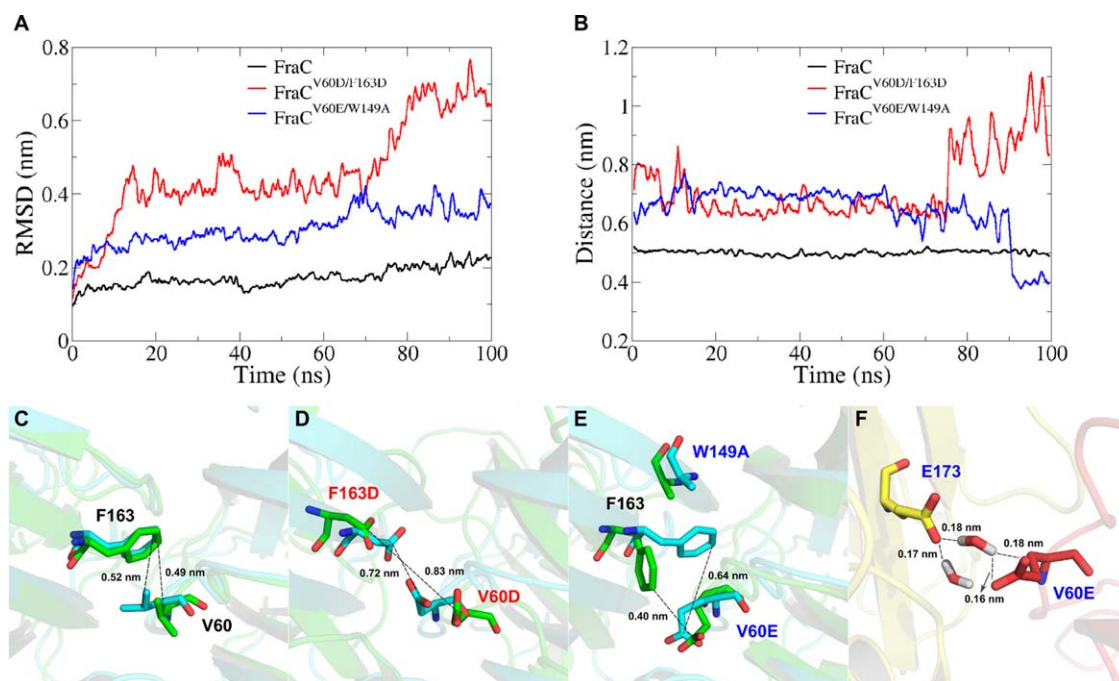 A
FraC
FraC V60D/F163D
FraC V60E/W149A
RMSD (nm)
0.8
0.6
0.4
0.2
0
0 20 40 60 80 100
Time (ns)
B
FraC
FraC V60D/F163D
FraC V60E/W149A
Distance (nm)
1.2
1
0.8
0.6
0.4
0.2
0 20 40 60 80 100
Time (ns)
C
F163
0.52 nm
0.49 nm
V60
D
F163D
0.72 nm
0.83 nm
V60D
E
W149A
F163
0.64 nm
0.40 nm
V60E
F
E173
0.18 nm
0.17 nm
0.18 nm
0.16 nm
V60E